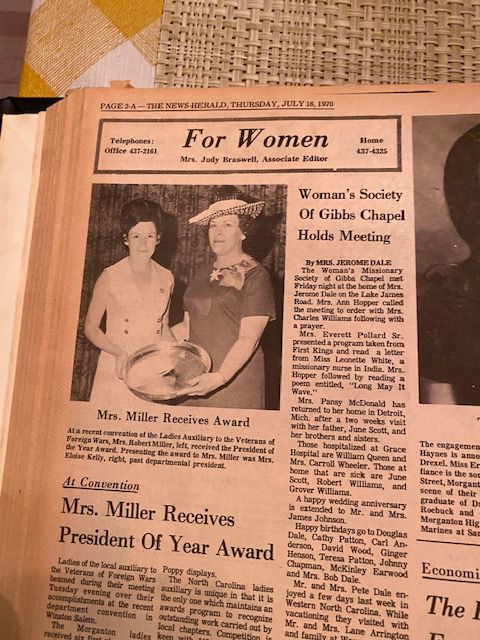 PAGE 2-A — THE NEWS-HERALD, THURSDAY, JULY 16, 1970
Telephones:
Office 437-2161
For Women
Mrs. Judy Braswell, Associate Editor
Home
437-4325
Mrs. Miller Receives Award
At a recent convention of the Ladies Auxiliary to the Veterans of
Foreign Wars, Mrs. Robert Miller, left, received the President of
the Year Award. Presenting the award to Mrs. Miller was Mrs.
Eloise Kelly, right, past departmental president.
At Convention
Mrs. Miller Receives
President Of Year Award
Ladies of the local auxiliary to
the Veterans of Foreign Wars
beamed during their meeting
Tuesday evening over their
accomplishments at the recent
department convention in
Winston Salem.
The Morganton ladies
received six first
Poppy displays.
The North Carolina ladies
auxiliary is unique in that it is
the only one which maintains an
awards program to recognize
outstanding work carried out by
local chapters. Competition is
keen with
Woman's Society
Of Gibbs Chapel
Holds Meeting
By MRS. JEROME DALE
The Woman's Missionary
Society of Gibbs Chapel met
Friday night at the home of Mrs.
Jerome Dale on the Lake James
Road. Mrs. Ann Hopper called
the meeting to order with Mrs.
Charles Williams following with
a prayer.
Mrs. Everett Pollard Sr.
presented a program taken from
First Kings and read a letter
from Miss Leonette White, a
missionary nurse in India. Mrs.
Hopper followed by reading a
poem entitled, "Long May It
Wave."
Mrs. Pansy McDonald has
returned to her home in Detroit,
Mich. after a two weeks visit
with her father, June Scott, and
her brothers and sisters.
Those hospitalized at Grace
Hospital are William Queen and
Mrs. Carroll Wheeler. Those at
home that are sick are June
Scott, Robert Williams, and
Grover Williams.
A happy wedding anniversary
is extended to Mr. and Mrs.
James Johnson.
Happy birthdays go to Douglas
Dale, Cathy Patton, Carl An-
derson, David Wood, Ginger
Henson, Teresa Patton, Johnny
Chapman, McKinley Earwood
and Mrs. Bob Dale.
Mr. and Mrs. Pete Dale en-
joyed a few days last week in
Western North Carolina. While
vacationing they visited with
Mr. and Mrs. Lane Arrington
and family at
The engagement
Haynes is anno
Drexel. Miss Er
fiance is the son
Street, Morgant
scene of their
graduate of D
Roebuck and
Morganton Hig
Marines at Sa
Economi
The